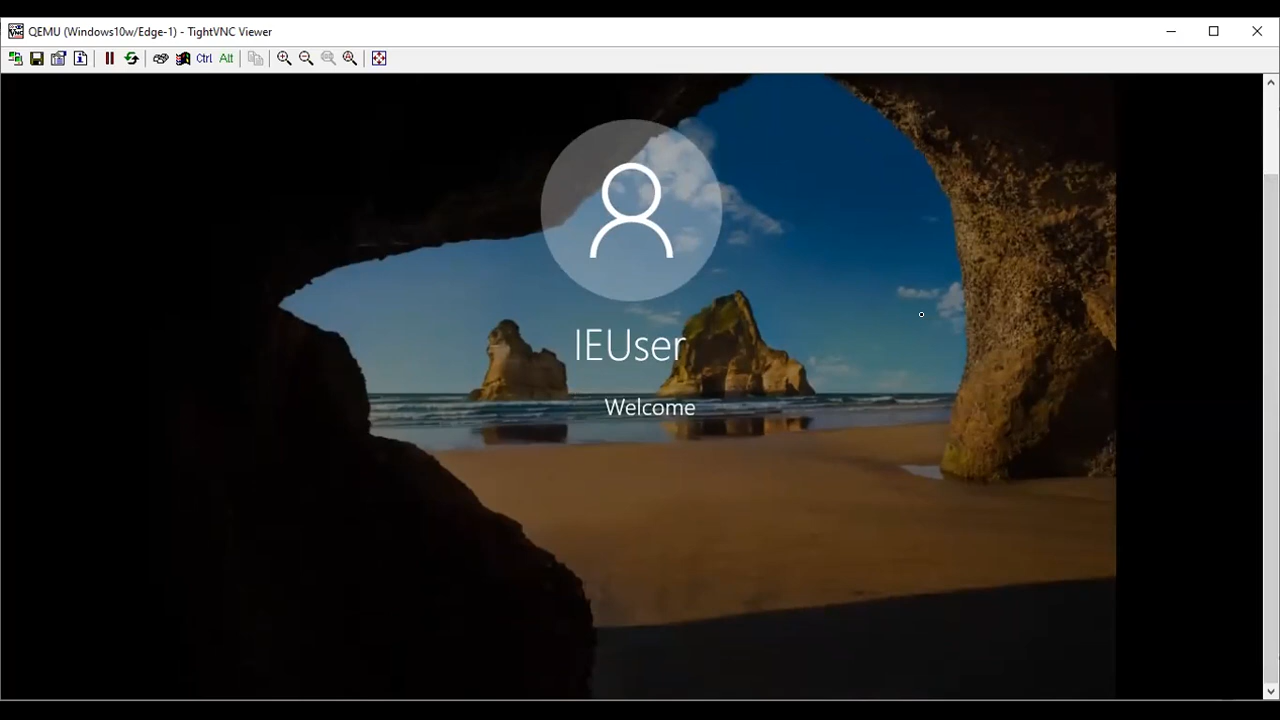 QEMU (Windows10w/Edge-1) - TightVNC Viewer
Ctrl Alt
IEUser
Welcome